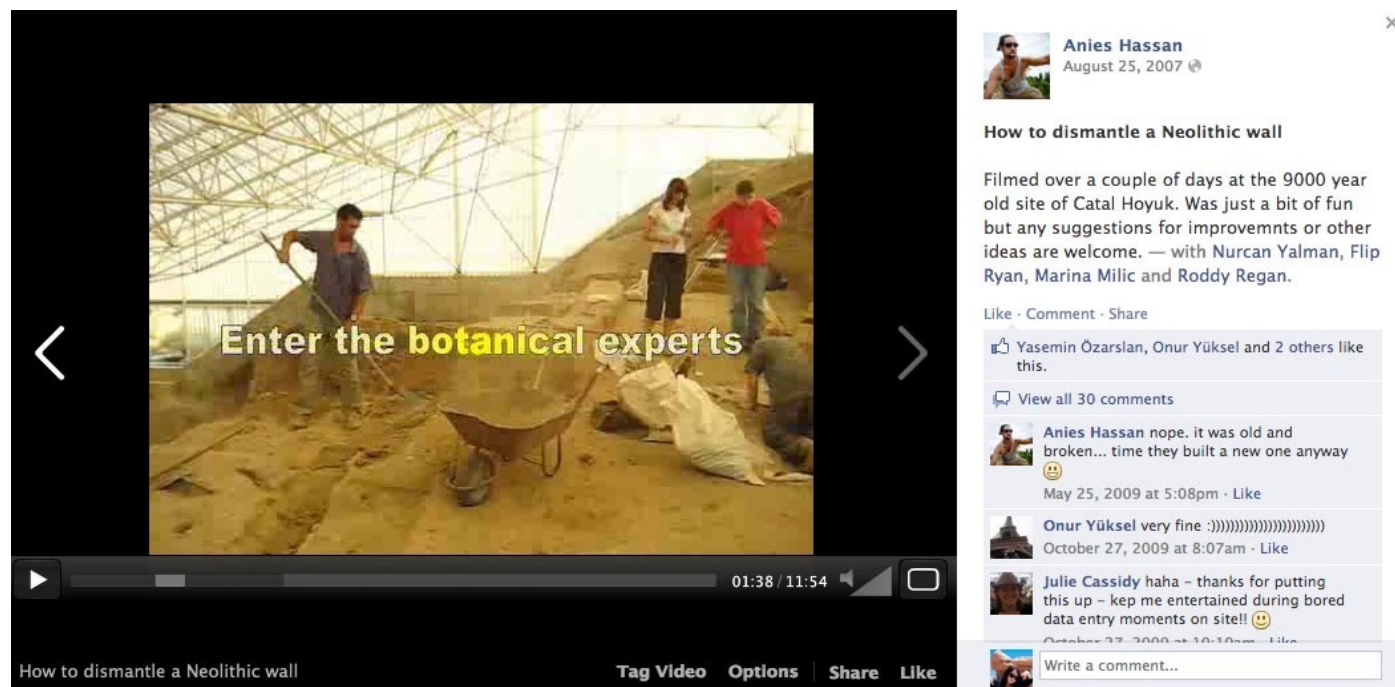 Enter the botanical experts
01:38 / 11:54
How to dismantle a Neolithic wall
Tag Video Options Share Like
Anies Hassan
August 25, 2007
How to dismantle a Neolithic wall
Filmed over a couple of days at the 9000 year
old site of Catal Hoyuk. Was just a bit of fun
but any suggestions for improvemnts or other
ideas are welcome. — with Nurcan Yalman, Flip
Ryan, Marina Milic and Roddy Regan.
Like · Comment · Share
Yasemin Özarslan, Onur Yüksel and 2 others like
this.
View all 30 comments
Anies Hassan nope. it was old and
broken... time they built a new one anyway
May 25, 2009 at 5:08pm · Like
Onur Yüksel very fine :))))))))))))))))))))))))
October 27, 2009 at 8:07am · Like
Julie Cassidy haha – thanks for putting
this up – kep me entertained during bored
data entry moments on site!!
October 27, 2009 at 10:10am · Like
Write a comment...